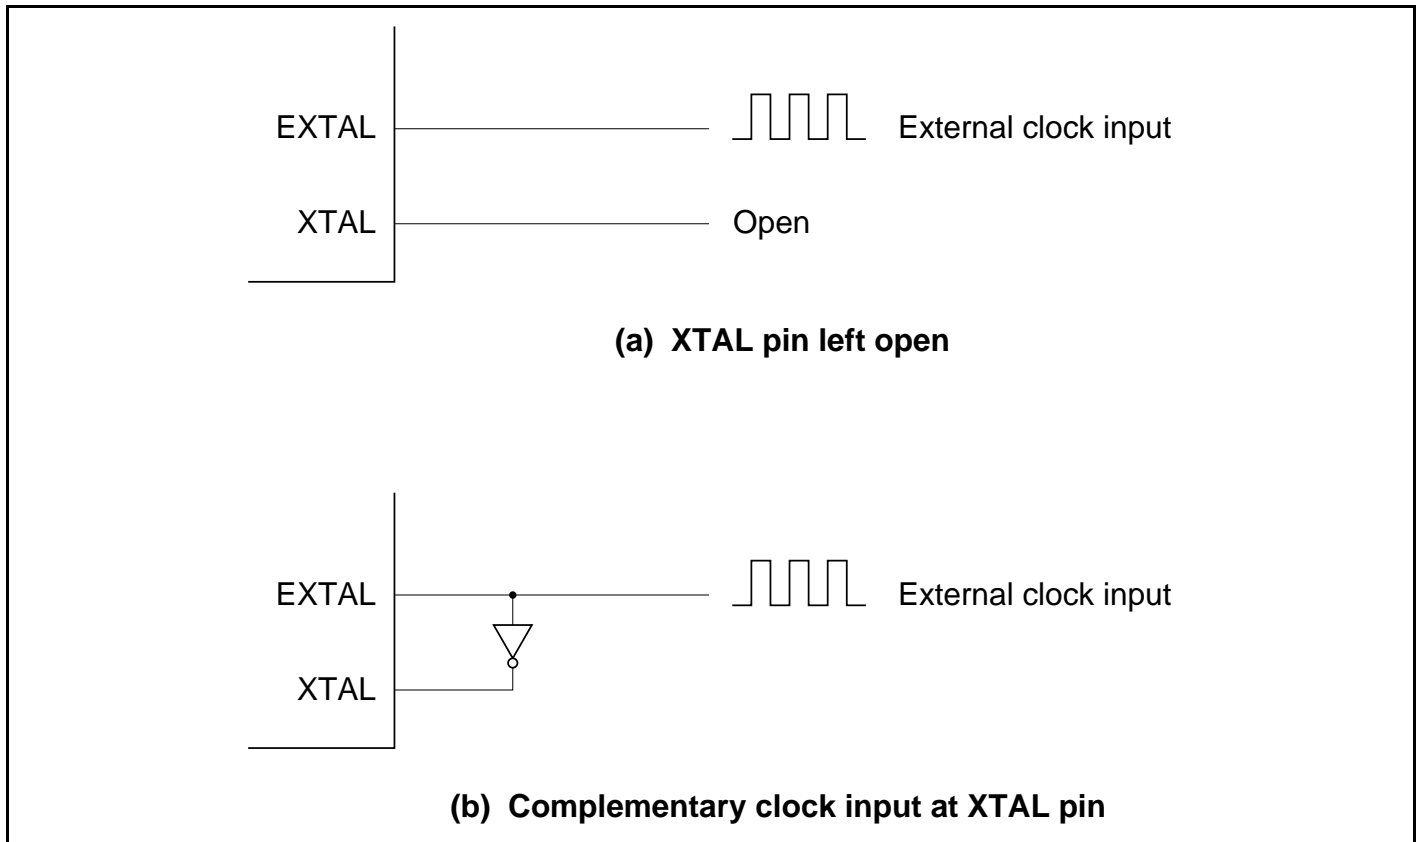 EXTAL
External clock input
XTAL
Open
(a) XTAL pin left open
EXTAL
External clock input
XTAL
(b) Complementary clock input at XTAL pin